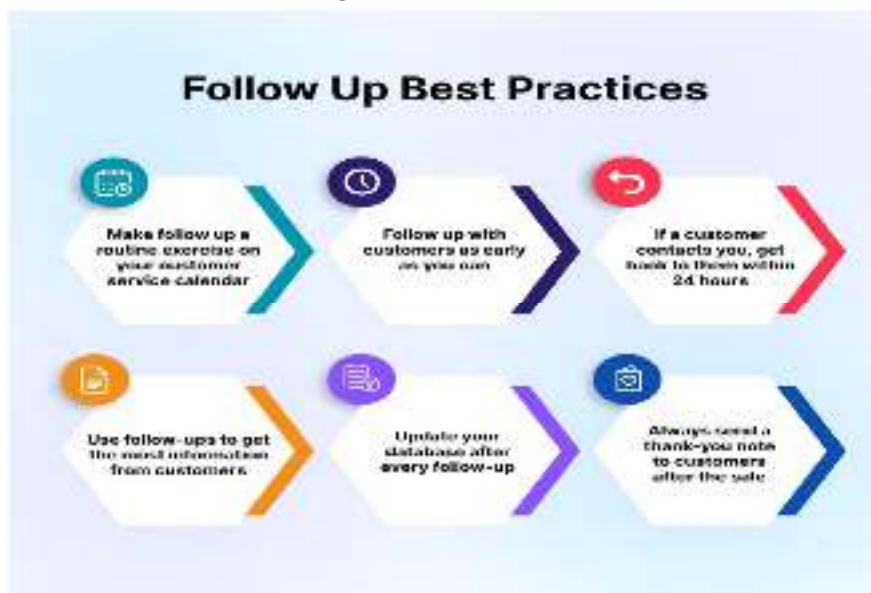 Follow Up Best Practices
Make follow up a
routine exercise on
your customer
service calendar
Follow up with
customers as early
as you can
If a customer
contacts you, get
back to them within
24 hours
Use follow-ups to get
the most information
from customers
Update your
database after
every follow-up
Always send a
thank-you note
to customers
after the sale